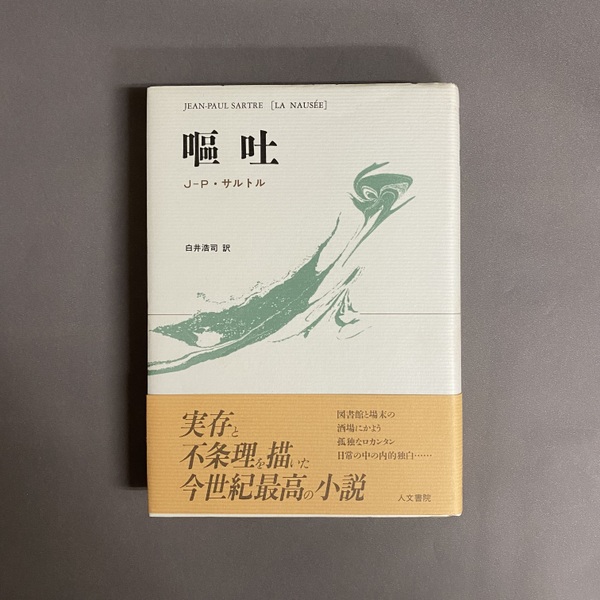 JEAN-PAUL SARTRE [LA NAUSÉE]
嘔吐
J-P・サルトル
白井浩司 訳
実存と
不条理を描いた
今世紀最高の小説
図書館と場末の
酒場にかよう
孤独なロカンタン
日常の中の内的独白……
人文書院